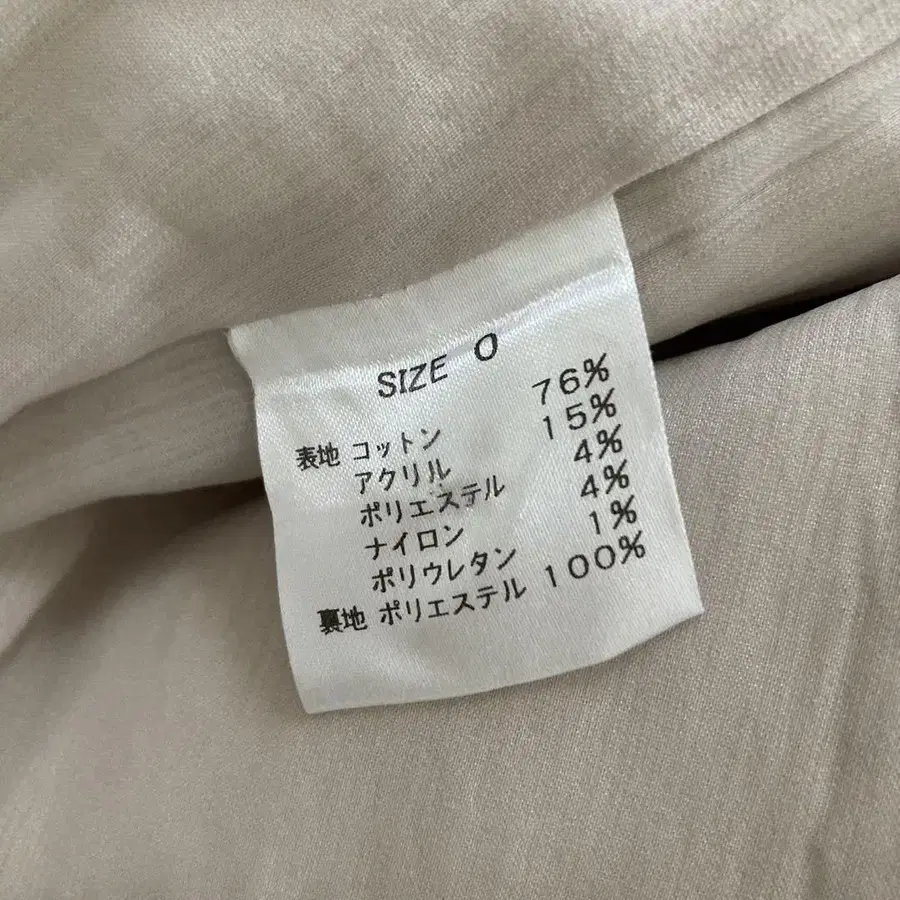 SIZE 0
表地 コットン 76%
アクリル 15%
ポリエステル 4%
ナイロン 4%
ポリウレタン 1%
裏地 ポリエステル 100%